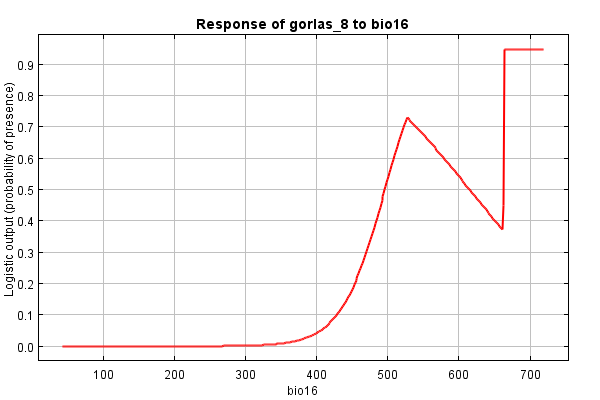 Response of gorlas_8 to bio16
Logistic output (probability of presence)
0.9
0.8
0.7
0.6
0.5
0.4
0.3
0.2
0.1
0.0
100 200 300 400 500 600 700
bio16